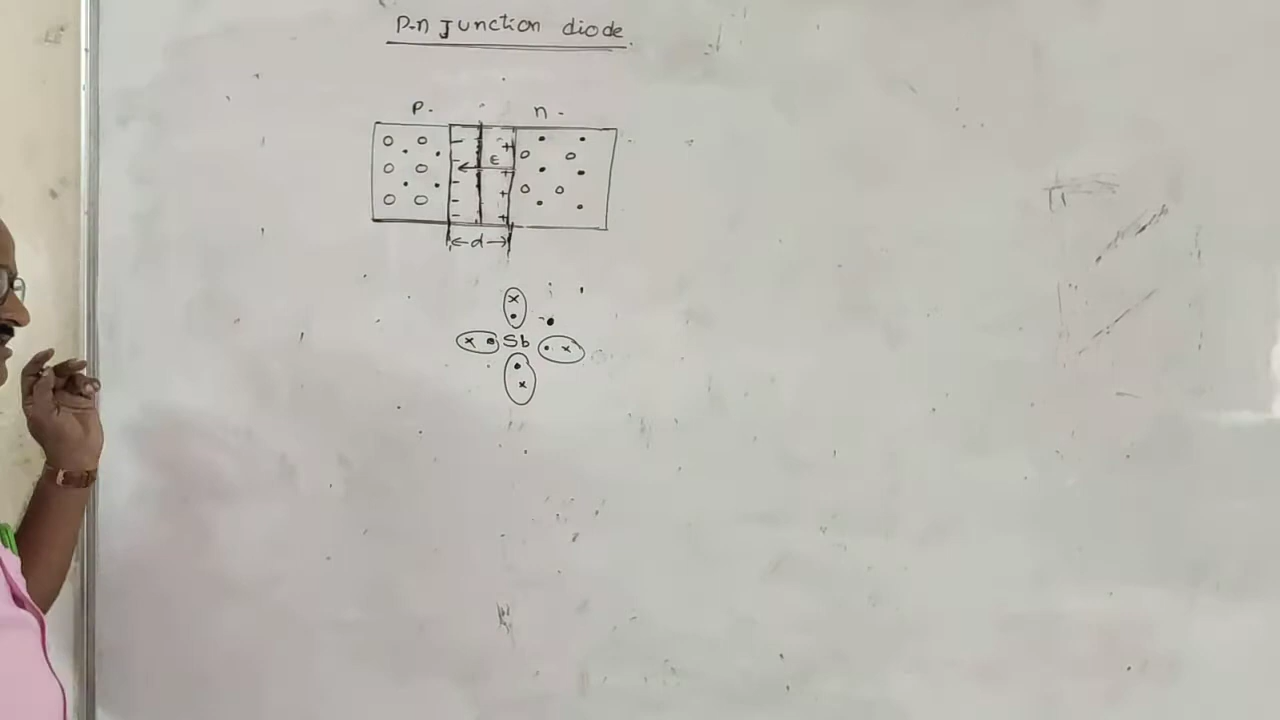 P-n Junction diode.
P- n-
E
d
Sb